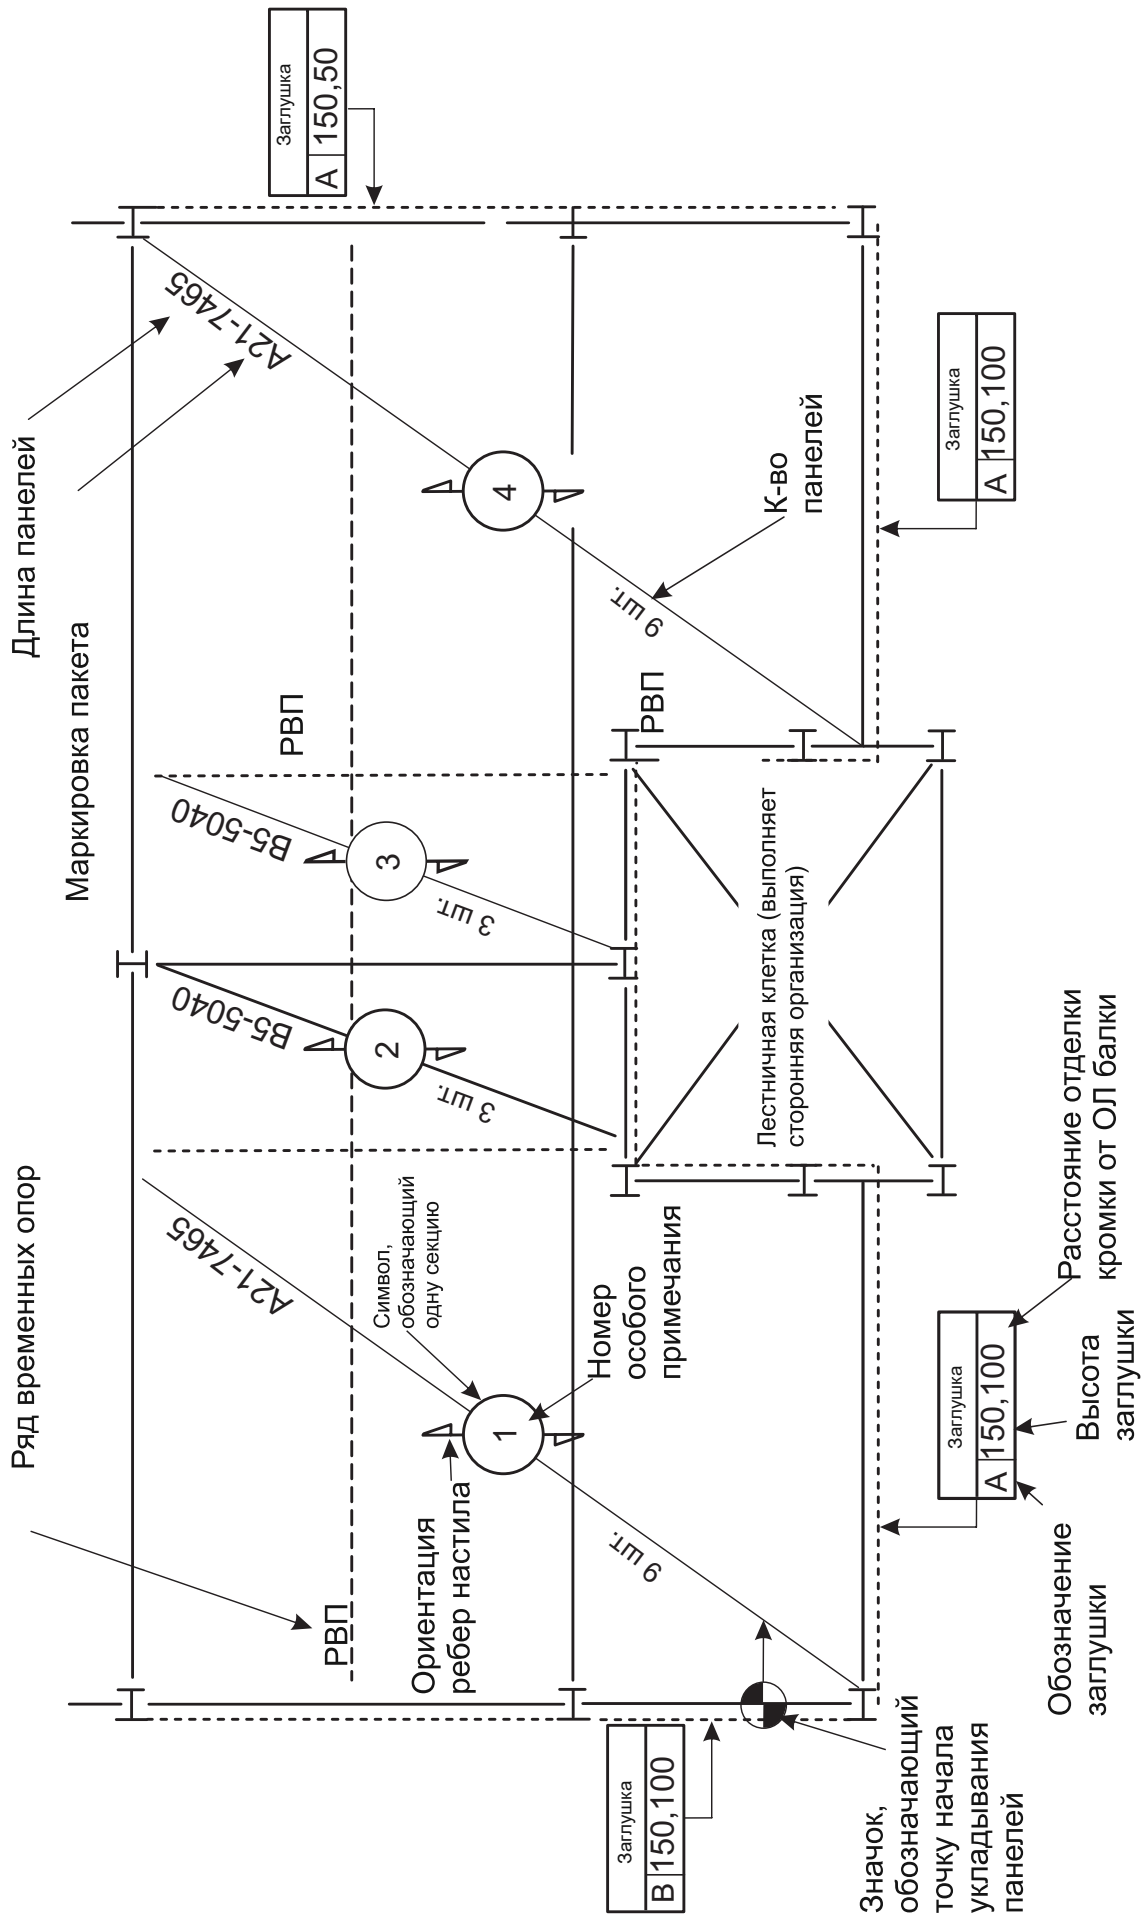 Ряд временных опор
Маркировка пакета
Длина панелей
Заглушка
A 150,50
A21-7465
B5-5040
B5-5040
A21-7465
РВП
РВП
Символ,
обозначающий
одну секцию
Ориентация
ребер настила
1
2
3
4
9 шт.
3 шт.
3 шт.
9 шт.
Номер
особого
примечания
РВП
К-во
панелей
Лестничная клетка (выполняет
сторонняя организация)
Заглушка
B 150,100
Заглушка
A 150,100
Заглушка
A 150,100
Значок,
обозначающий
точку начала
укладывания
панелей
Обозначение
заглушки
Высота
заглушки
Расстояние отделки
кромки от ОЛ балки